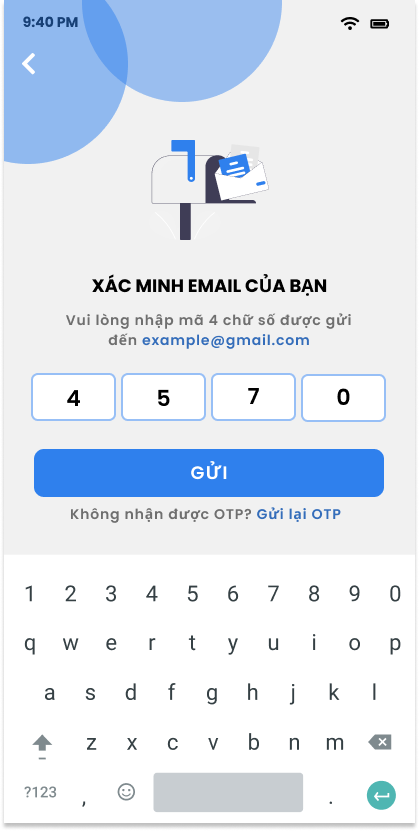 9:40 PM
XÁC MINH EMAIL CỦA BẠN
Vui lòng nhập mã 4 chữ số được gửi
đến example@gmail.com
4 5 7 0
GỬI
Không nhận được OTP? Gửi lại OTP
1 2 3 4 5 6 7 8 9 0
q w e r t y u i o p
a s d f g h j k l
z x c v b n m
?123 , .